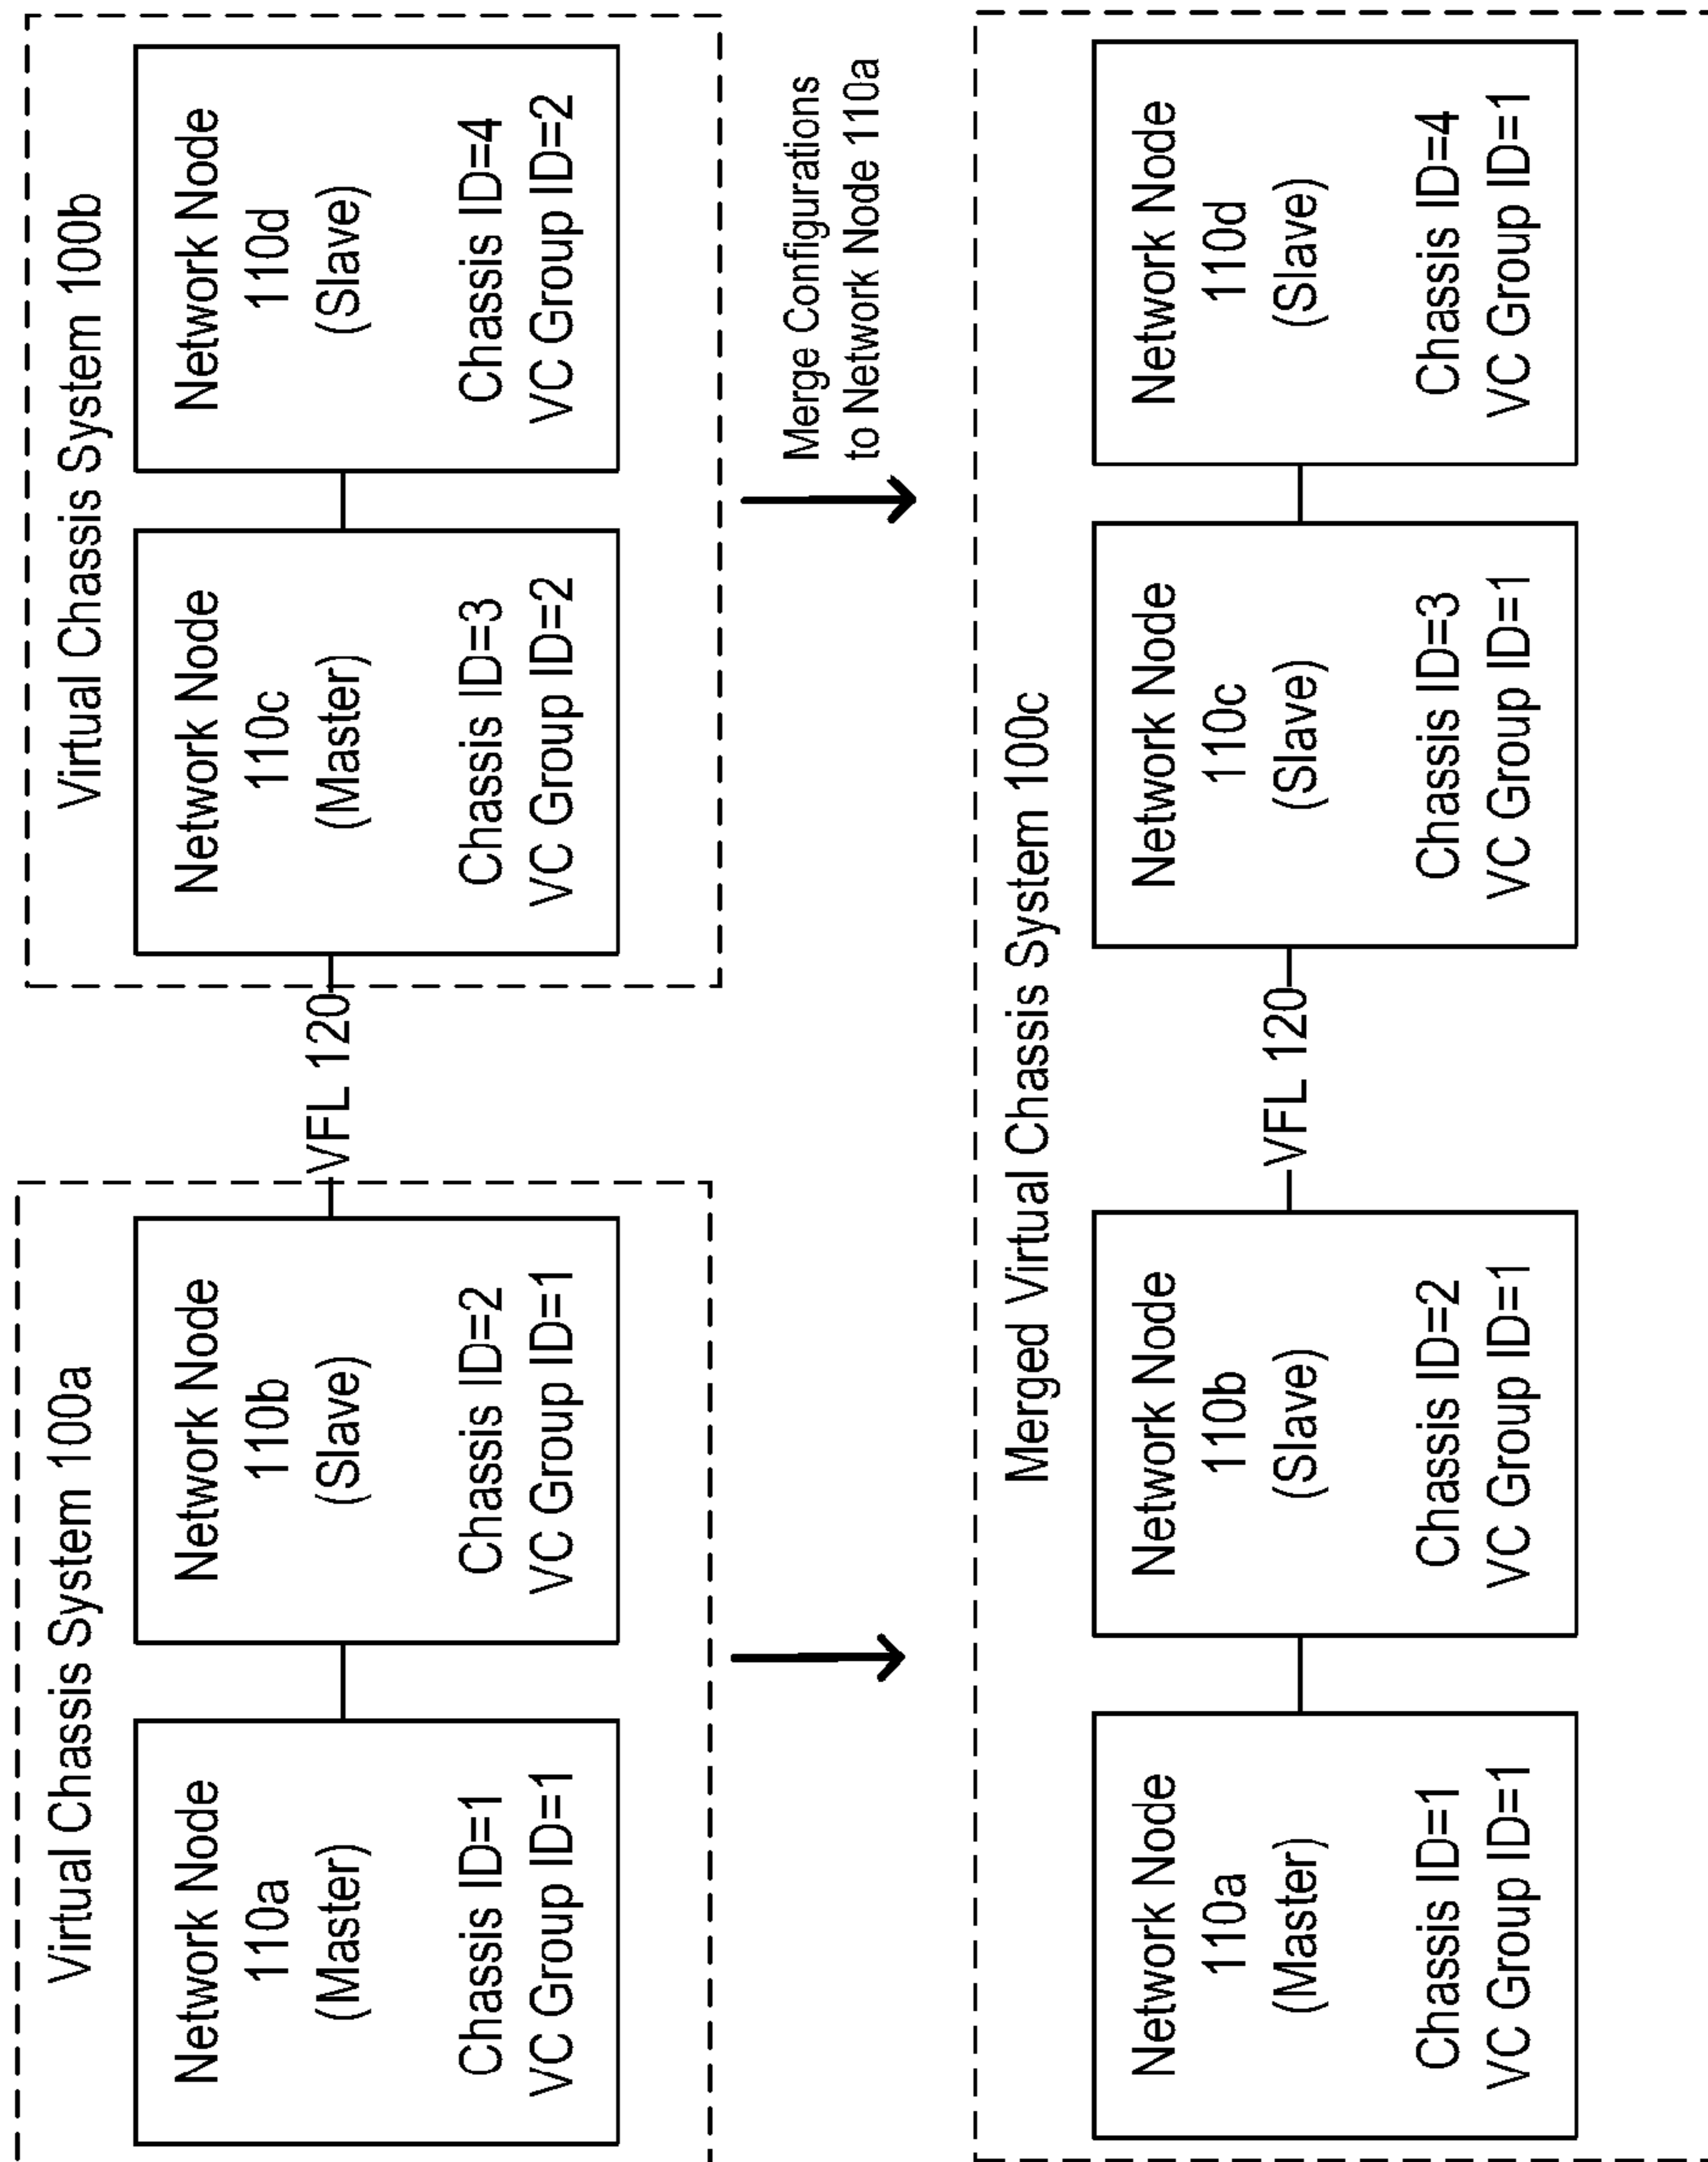 Virtual Chassis System 100a
Network Node
110a
(Master)
Chassis ID=1
VC Group ID=1
Network Node
110b
(Slave)
Chassis ID=2
VC Group ID=1
VFL 120
Virtual Chassis System 100b
Network Node
110c
(Master)
Chassis ID=3
VC Group ID=2
Network Node
110d
(Slave)
Chassis ID=4
VC Group ID=2
Merge Configurations
to Network Node 110a
Merged Virtual Chassis System 100c
Network Node
110a
(Master)
Chassis ID=1
VC Group ID=1
Network Node
110b
(Slave)
Chassis ID=2
VC Group ID=1
VFL 120
Network Node
110c
(Slave)
Chassis ID=3
VC Group ID=1
Network Node
110d
(Slave)
Chassis ID=4
VC Group ID=1